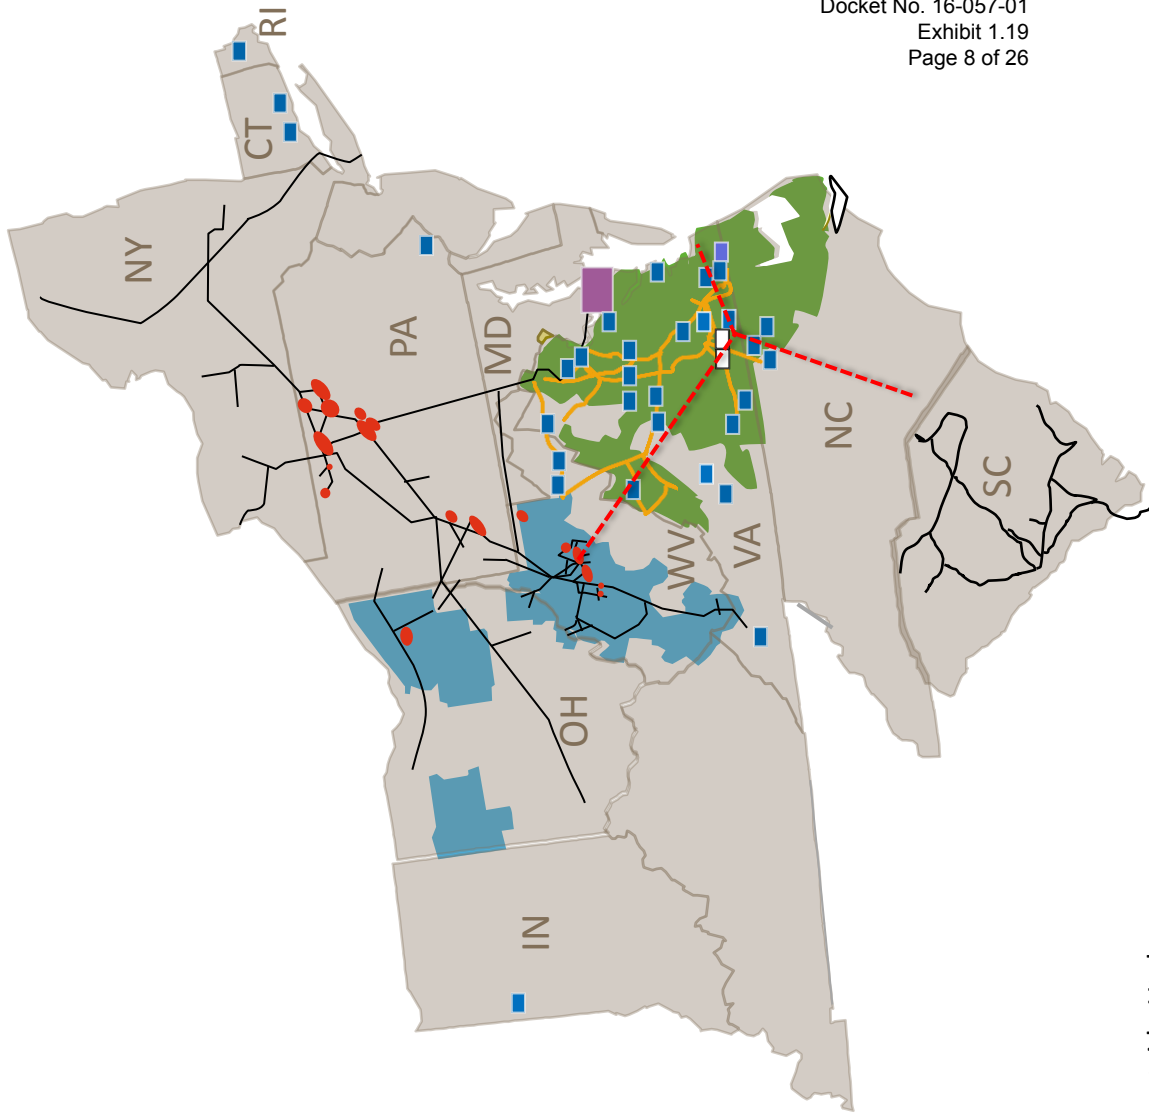 Docket No. 16-057-01
Exhibit 1.19
Page 8 of 26
RI
CT
NY
PA
MD
NC
SC
WV
VA
OH
IN